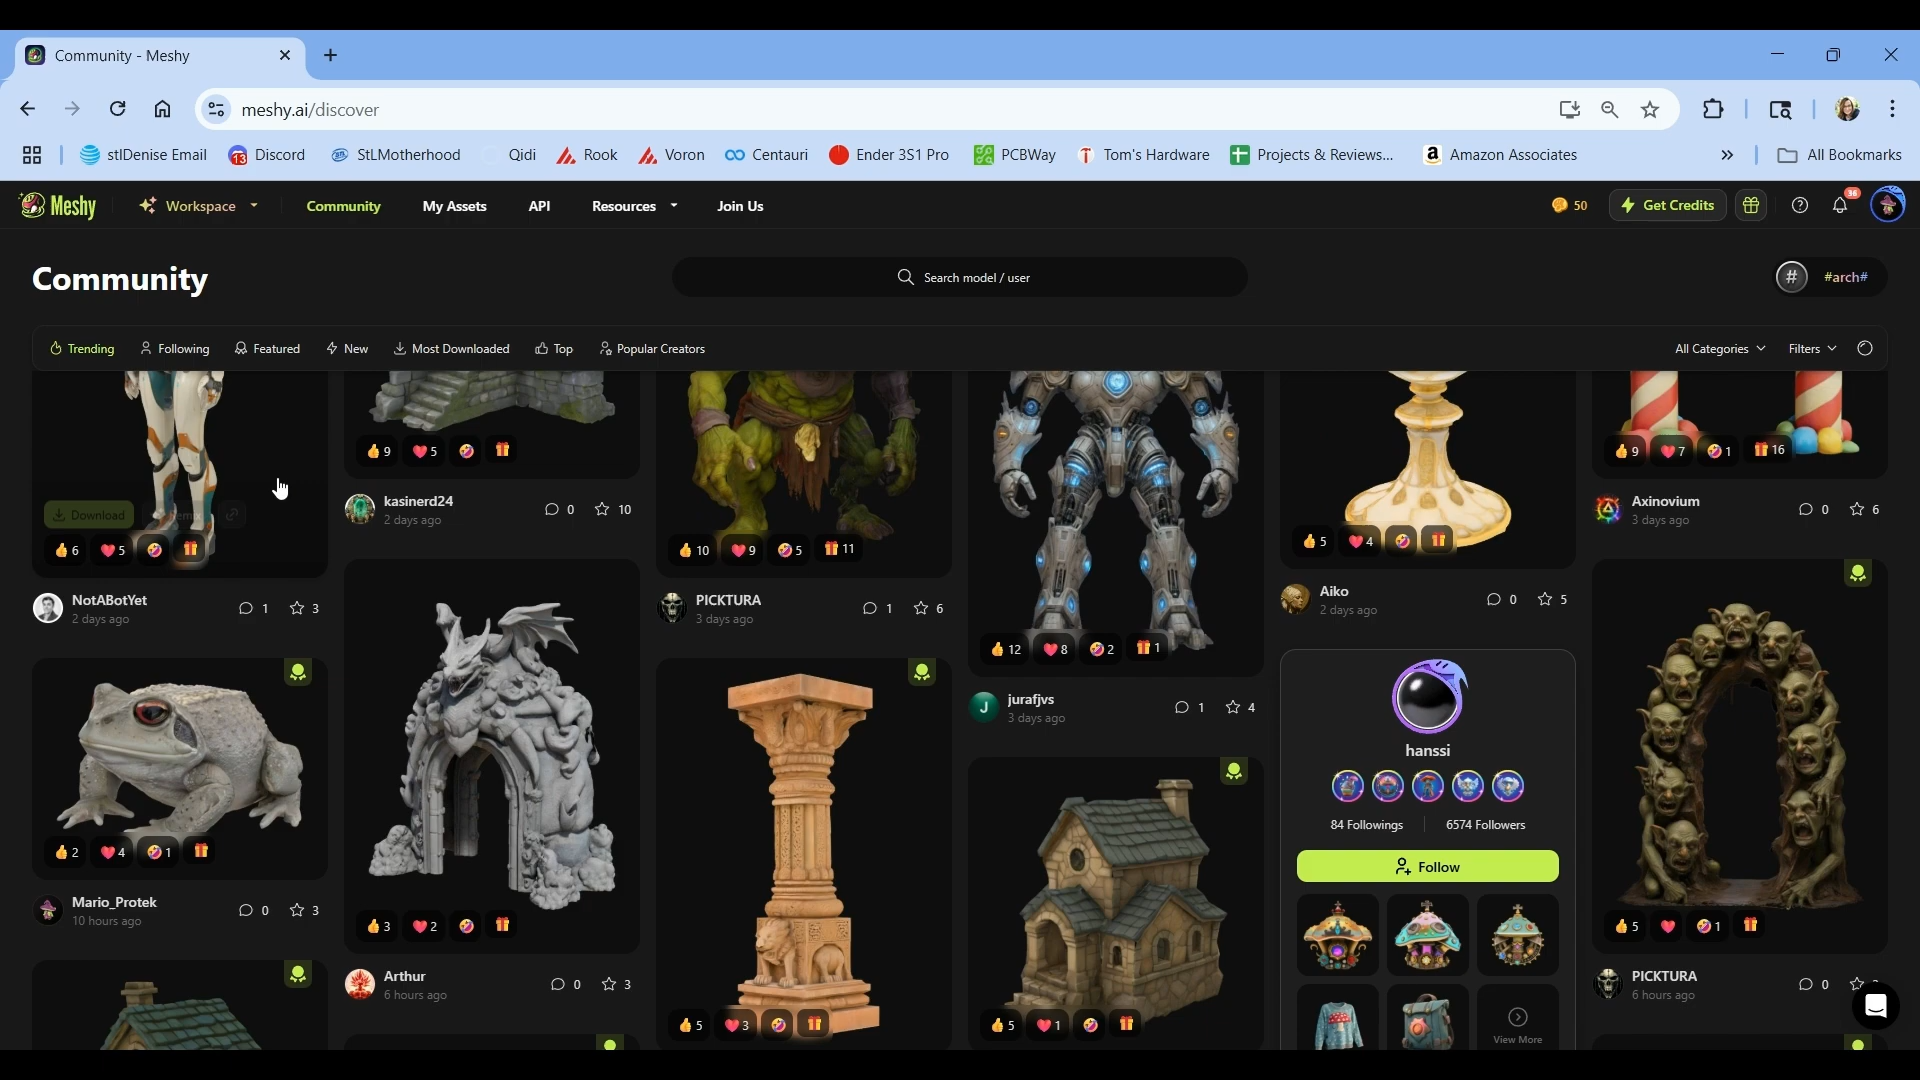 Community - Meshy
meshy.ai/discover
stlDenise Email
Discord
13
StLMotherhood
Qidi
Rook
Voron
Centauri
Ender 3S1 Pro
PCBWay
Tom's Hardware
Projects & Reviews...
Amazon Associates
All Bookmarks
Meshy
Workspace
Community
My Assets
API
Resources
Join Us
50
Get Credits
36
Community
Search model / user
# #arch#
Trending
Following
Featured
New
Most Downloaded
Top
Popular Creators
All Categories
Filters
Download
6 5
NotABotYet
2 days ago
1 3
2 4 1
Mario_Protek
10 hours ago
0 3
9 5
kasinerd24
2 days ago
0 10
3 2
Arthur
6 hours ago
0 3
10 9 5 11
PICKTURA
3 days ago
1 6
5 3
12 8 2 1
J
jurafjvs
3 days ago
1 4
5 1
5 4
Aiko
2 days ago
0 5
hanssi
84 Followings
6574 Followers
Follow
View More
9 7 1 16
Axinovium
3 days ago
0 6
5 1
PICKTURA
6 hours ago
0